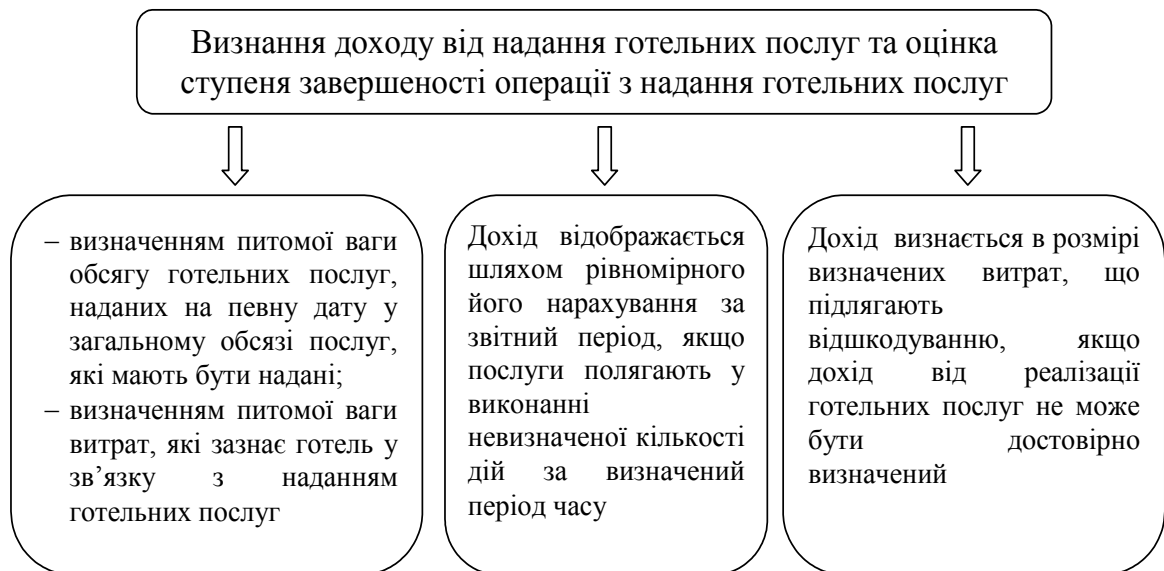 Визнання доходу від надання готельних послуг та оцінка
ступеня завершеності операції з надання готельних послуг
– визначенням питомої ваги
обсягу готельних послуг,
наданих на певну дату у
загальному обсязі послуг,
які мають бути надані;
– визначенням питомої ваги
витрат, які зазнає готель у
зв’язку з наданням
готельних послуг
Дохід відображається
шляхом рівномірного
його нарахування за
звітний період, якщо
послуги полягають у
виконанні
невизначеної кількості
дій за визначений
період часу
Дохід визнається в розмірі
визначених витрат, що
підлягають
відшкодуванню, якщо
дохід від реалізації
готельних послуг не може
бути достовірно
визначений